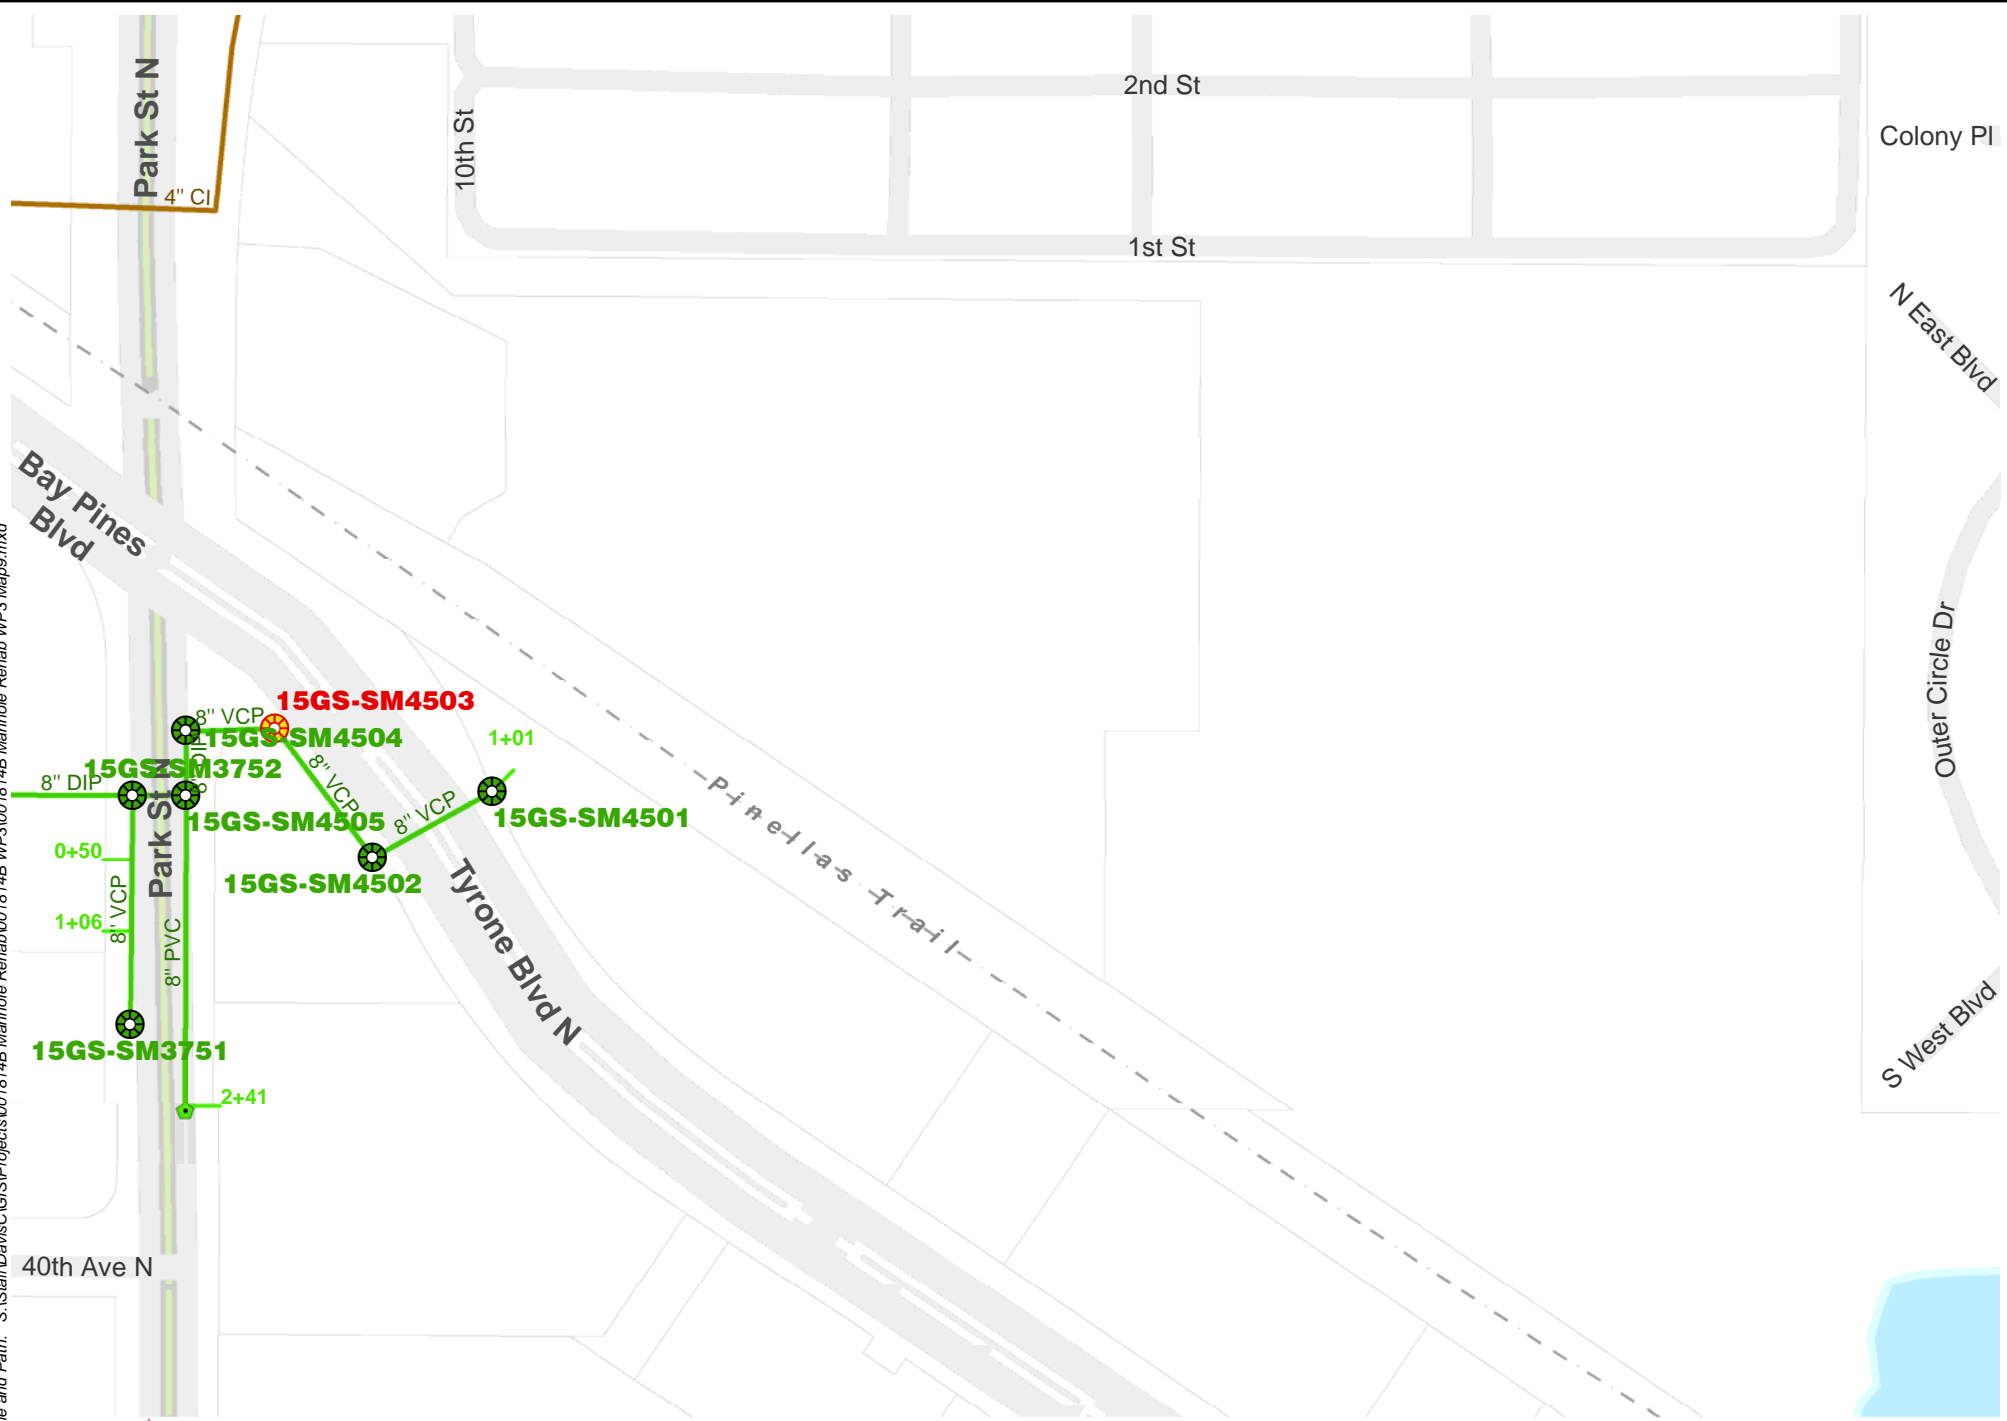 Park St N
4" CI
10th St
2nd St
1st St
Colony Pl
N East Blvd
Bay Pines
Blvd
Outer Circle Dr
15GS-SM4503
8" VCP
15GS-SM4504
1+01
15GS-SM3752
8" DIP
8" VCP
8" VCP
15GS-SM4501
15GS-SM4505
Park St N
0+50
15GS-SM4502
8" VCP
1+06
8" PVC
Pinellas Trail
Tyrone Blvd N
15GS-SM3751
2+41
S West Blvd
40th Ave N